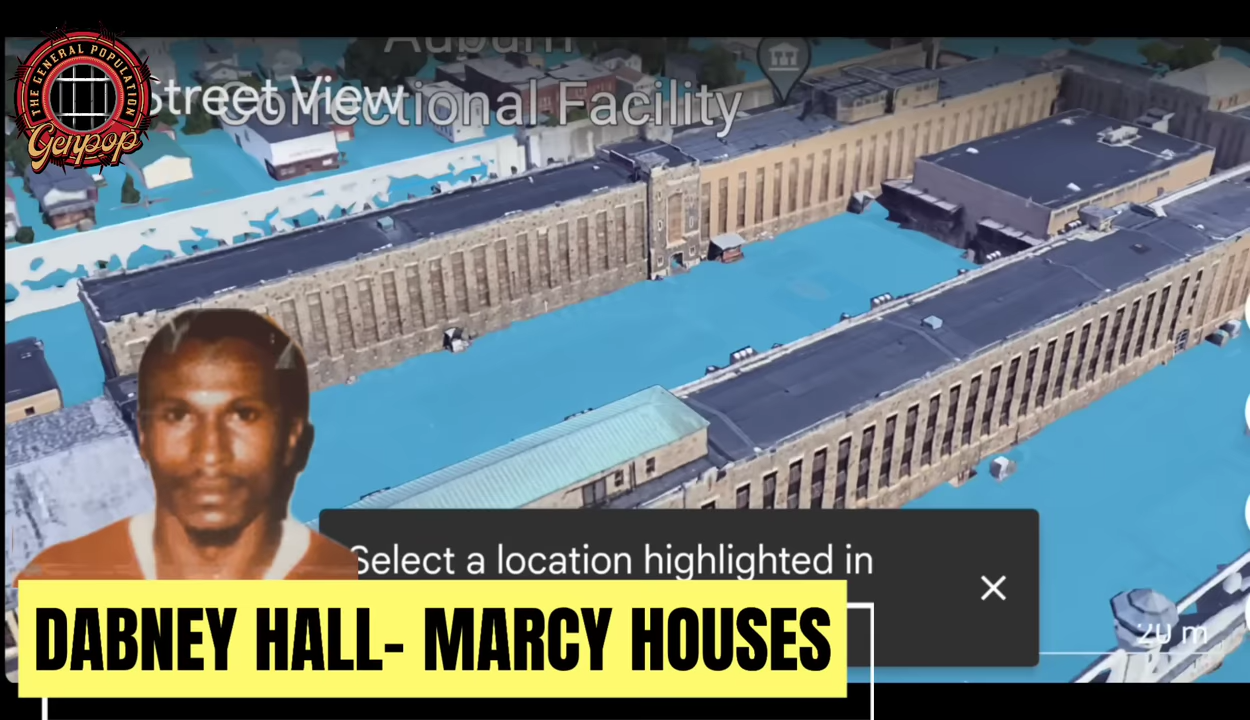 THE GENERAL POPULATION
Genpop
Auburn
Correctional Facility
Street View
Select a location highlighted in
DABNEY HALL- MARCY HOUSES
20 m